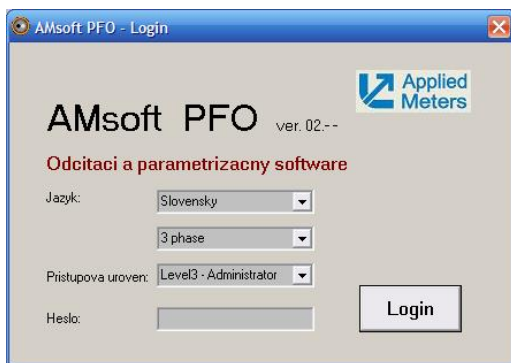 AMsoft PFO - Login
Applied
Meters
AMsoft PFO ver. 02.--
Odcitaci a parametrizacny software
Jazyk: Slovensky
3 phase
Pristupova uroven: Level3 - Administrator
Heslo:
Login